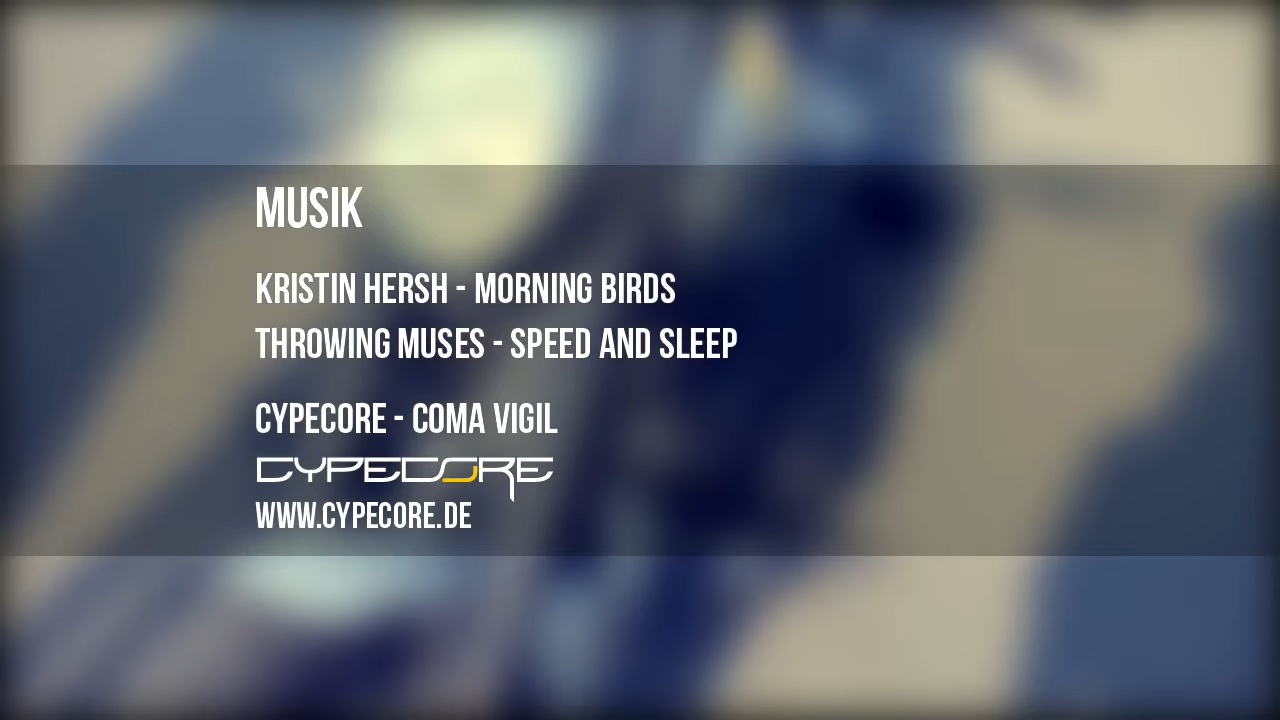 MUSIK
KRISTIN HERSH - MORNING BIRDS
THROWING MUSES - SPEED AND SLEEP
CYPECORE - COMA VIGIL
CYPECORE
WWW.CYPECORE.DE